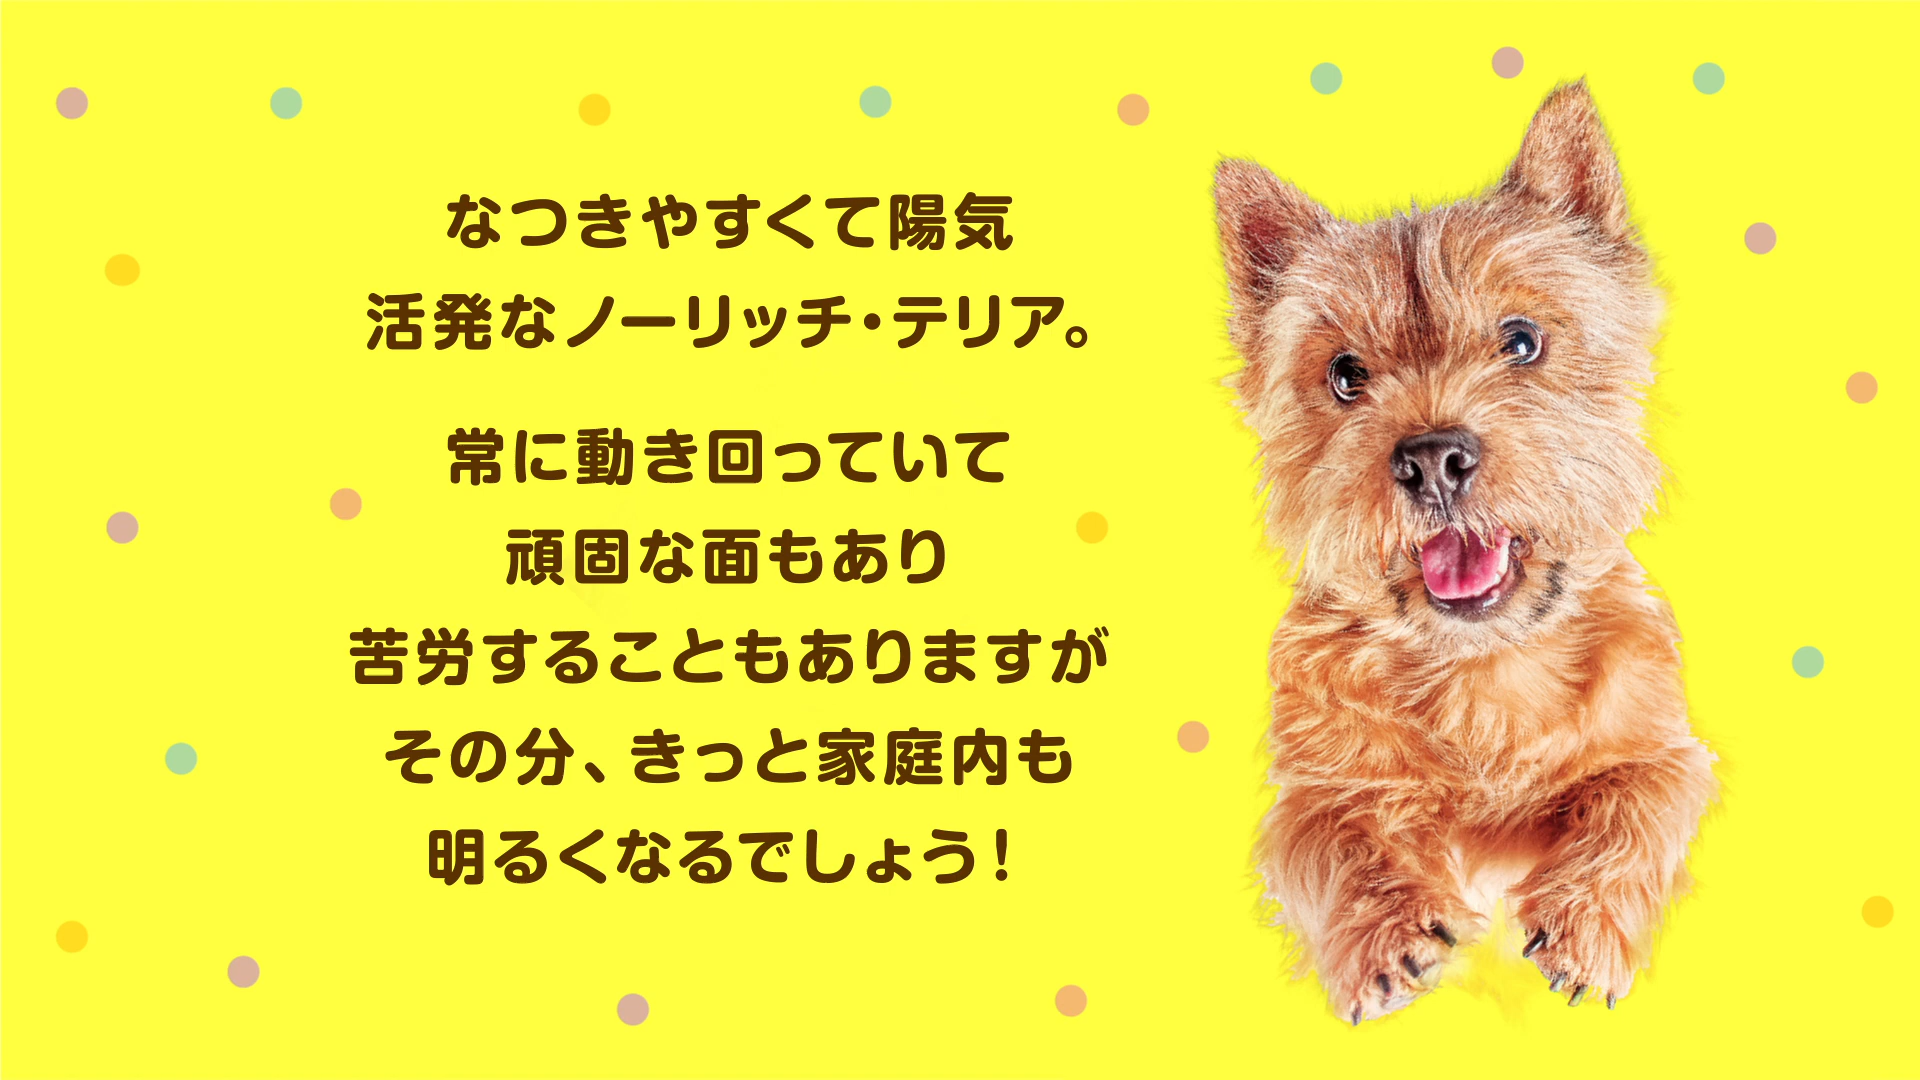 なつきやすくて陽気
活発なノーリッチ・テリア。
常に動き回っていて
頑固な面もあり
苦労することもありますが
その分、きっと家庭内も
明るくなるでしょう！